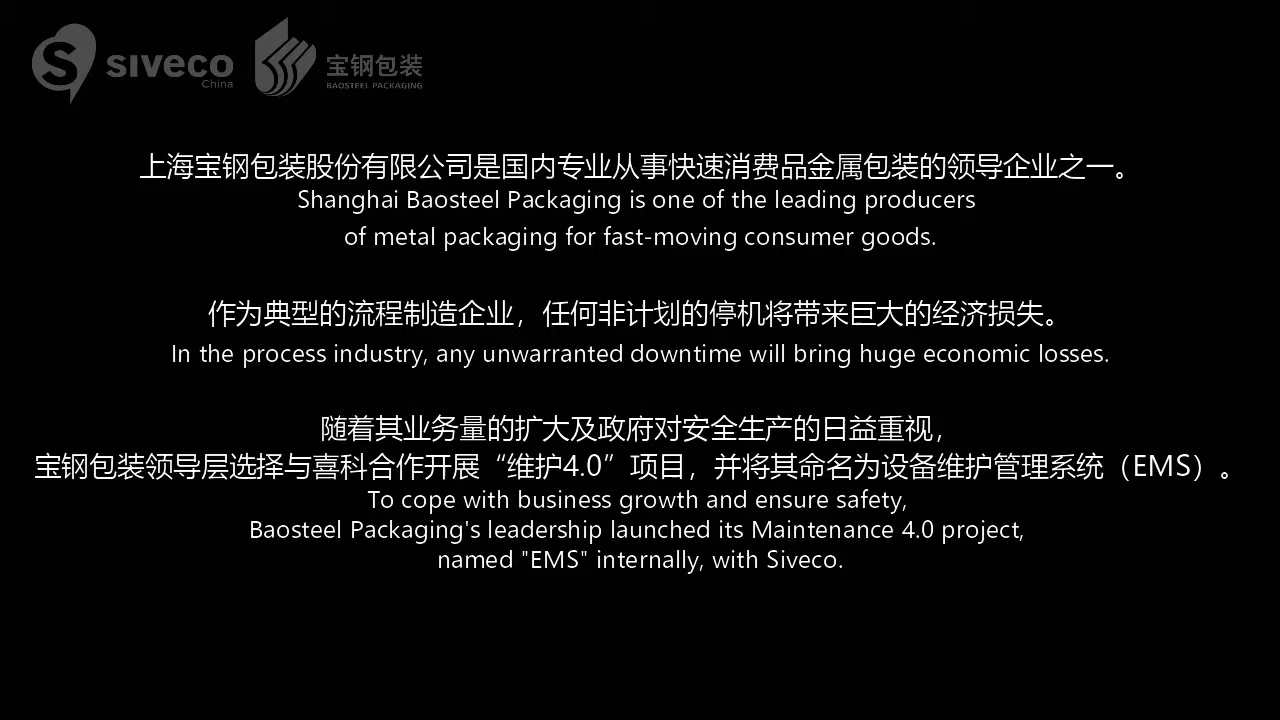 siveco
China
宝钢包装
BAOSTEEL PACKAGING
上海宝钢包装股份有限公司是国内专业从事快速消费品金属包装的领导企业之一。
Shanghai Baosteel Packaging is one of the leading producers
of metal packaging for fast-moving consumer goods.
作为典型的流程制造企业，任何非计划的停机将带来巨大的经济损失。
In the process industry, any unwarranted downtime will bring huge economic losses.
随着其业务量的扩大及政府对安全生产的日益重视，
宝钢包装领导层选择与喜科合作开展“维护4.0”项目，并将其命名为设备维护管理系统（EMS）。
To cope with business growth and ensure safety,
Baosteel Packaging's leadership launched its Maintenance 4.0 project,
named "EMS" internally, with Siveco.